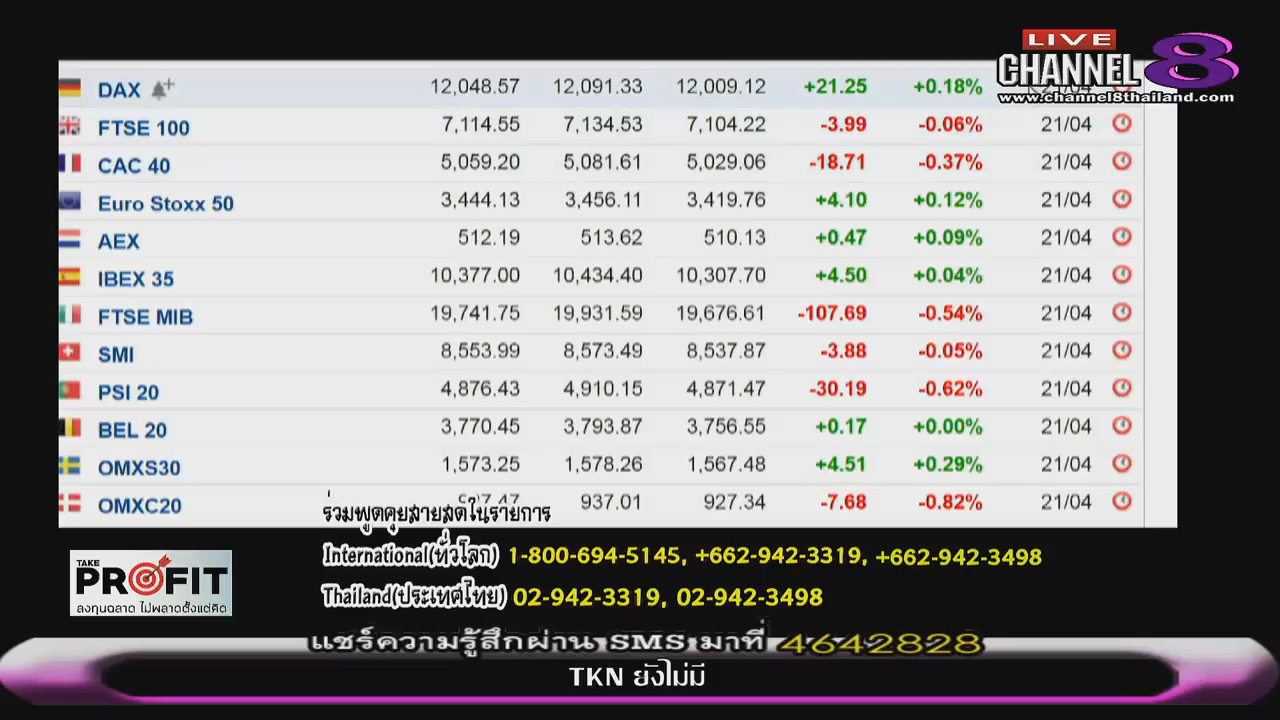 LIVE
CHANNEL 8
www.channel8thailand.com
DAX 12,048.57 12,091.33 12,009.12 +21.25 +0.18% 21/04
FTSE 100 7,114.55 7,134.53 7,104.22 -3.99 -0.06% 21/04
CAC 40 5,059.20 5,081.61 5,029.06 -18.71 -0.37% 21/04
Euro Stoxx 50 3,444.13 3,456.11 3,419.76 +4.10 +0.12% 21/04
AEX 512.19 513.62 510.13 +0.47 +0.09% 21/04
IBEX 35 10,377.00 10,434.40 10,307.70 +4.50 +0.04% 21/04
FTSE MIB 19,741.75 19,931.59 19,676.61 -107.69 -0.54% 21/04
SMI 8,553.99 8,573.49 8,537.87 -3.88 -0.05% 21/04
PSI 20 4,876.43 4,910.15 4,871.47 -30.19 -0.62% 21/04
BEL 20 3,770.45 3,793.87 3,756.55 +0.17 +0.00% 21/04
OMXS30 1,573.25 1,578.26 1,567.48 +4.51 +0.29% 21/04
OMXC20 937.01 927.34 -7.68 -0.82% 21/04
ร่วมพูดคุยสายสดในรายการ
International(ทั่วโลก) 1-800-694-5145, +662-942-3319, +662-942-3498
Thailand(ประเทศไทย) 02-942-3319, 02-942-3498
TAKE
PROFIT
ลงทุนฉลาด ไม่พลาดตั้งแต่คิด
แชร์ความรู้สึกผ่าน SMS มาที่ 4642828
TKN ยังไม่มี